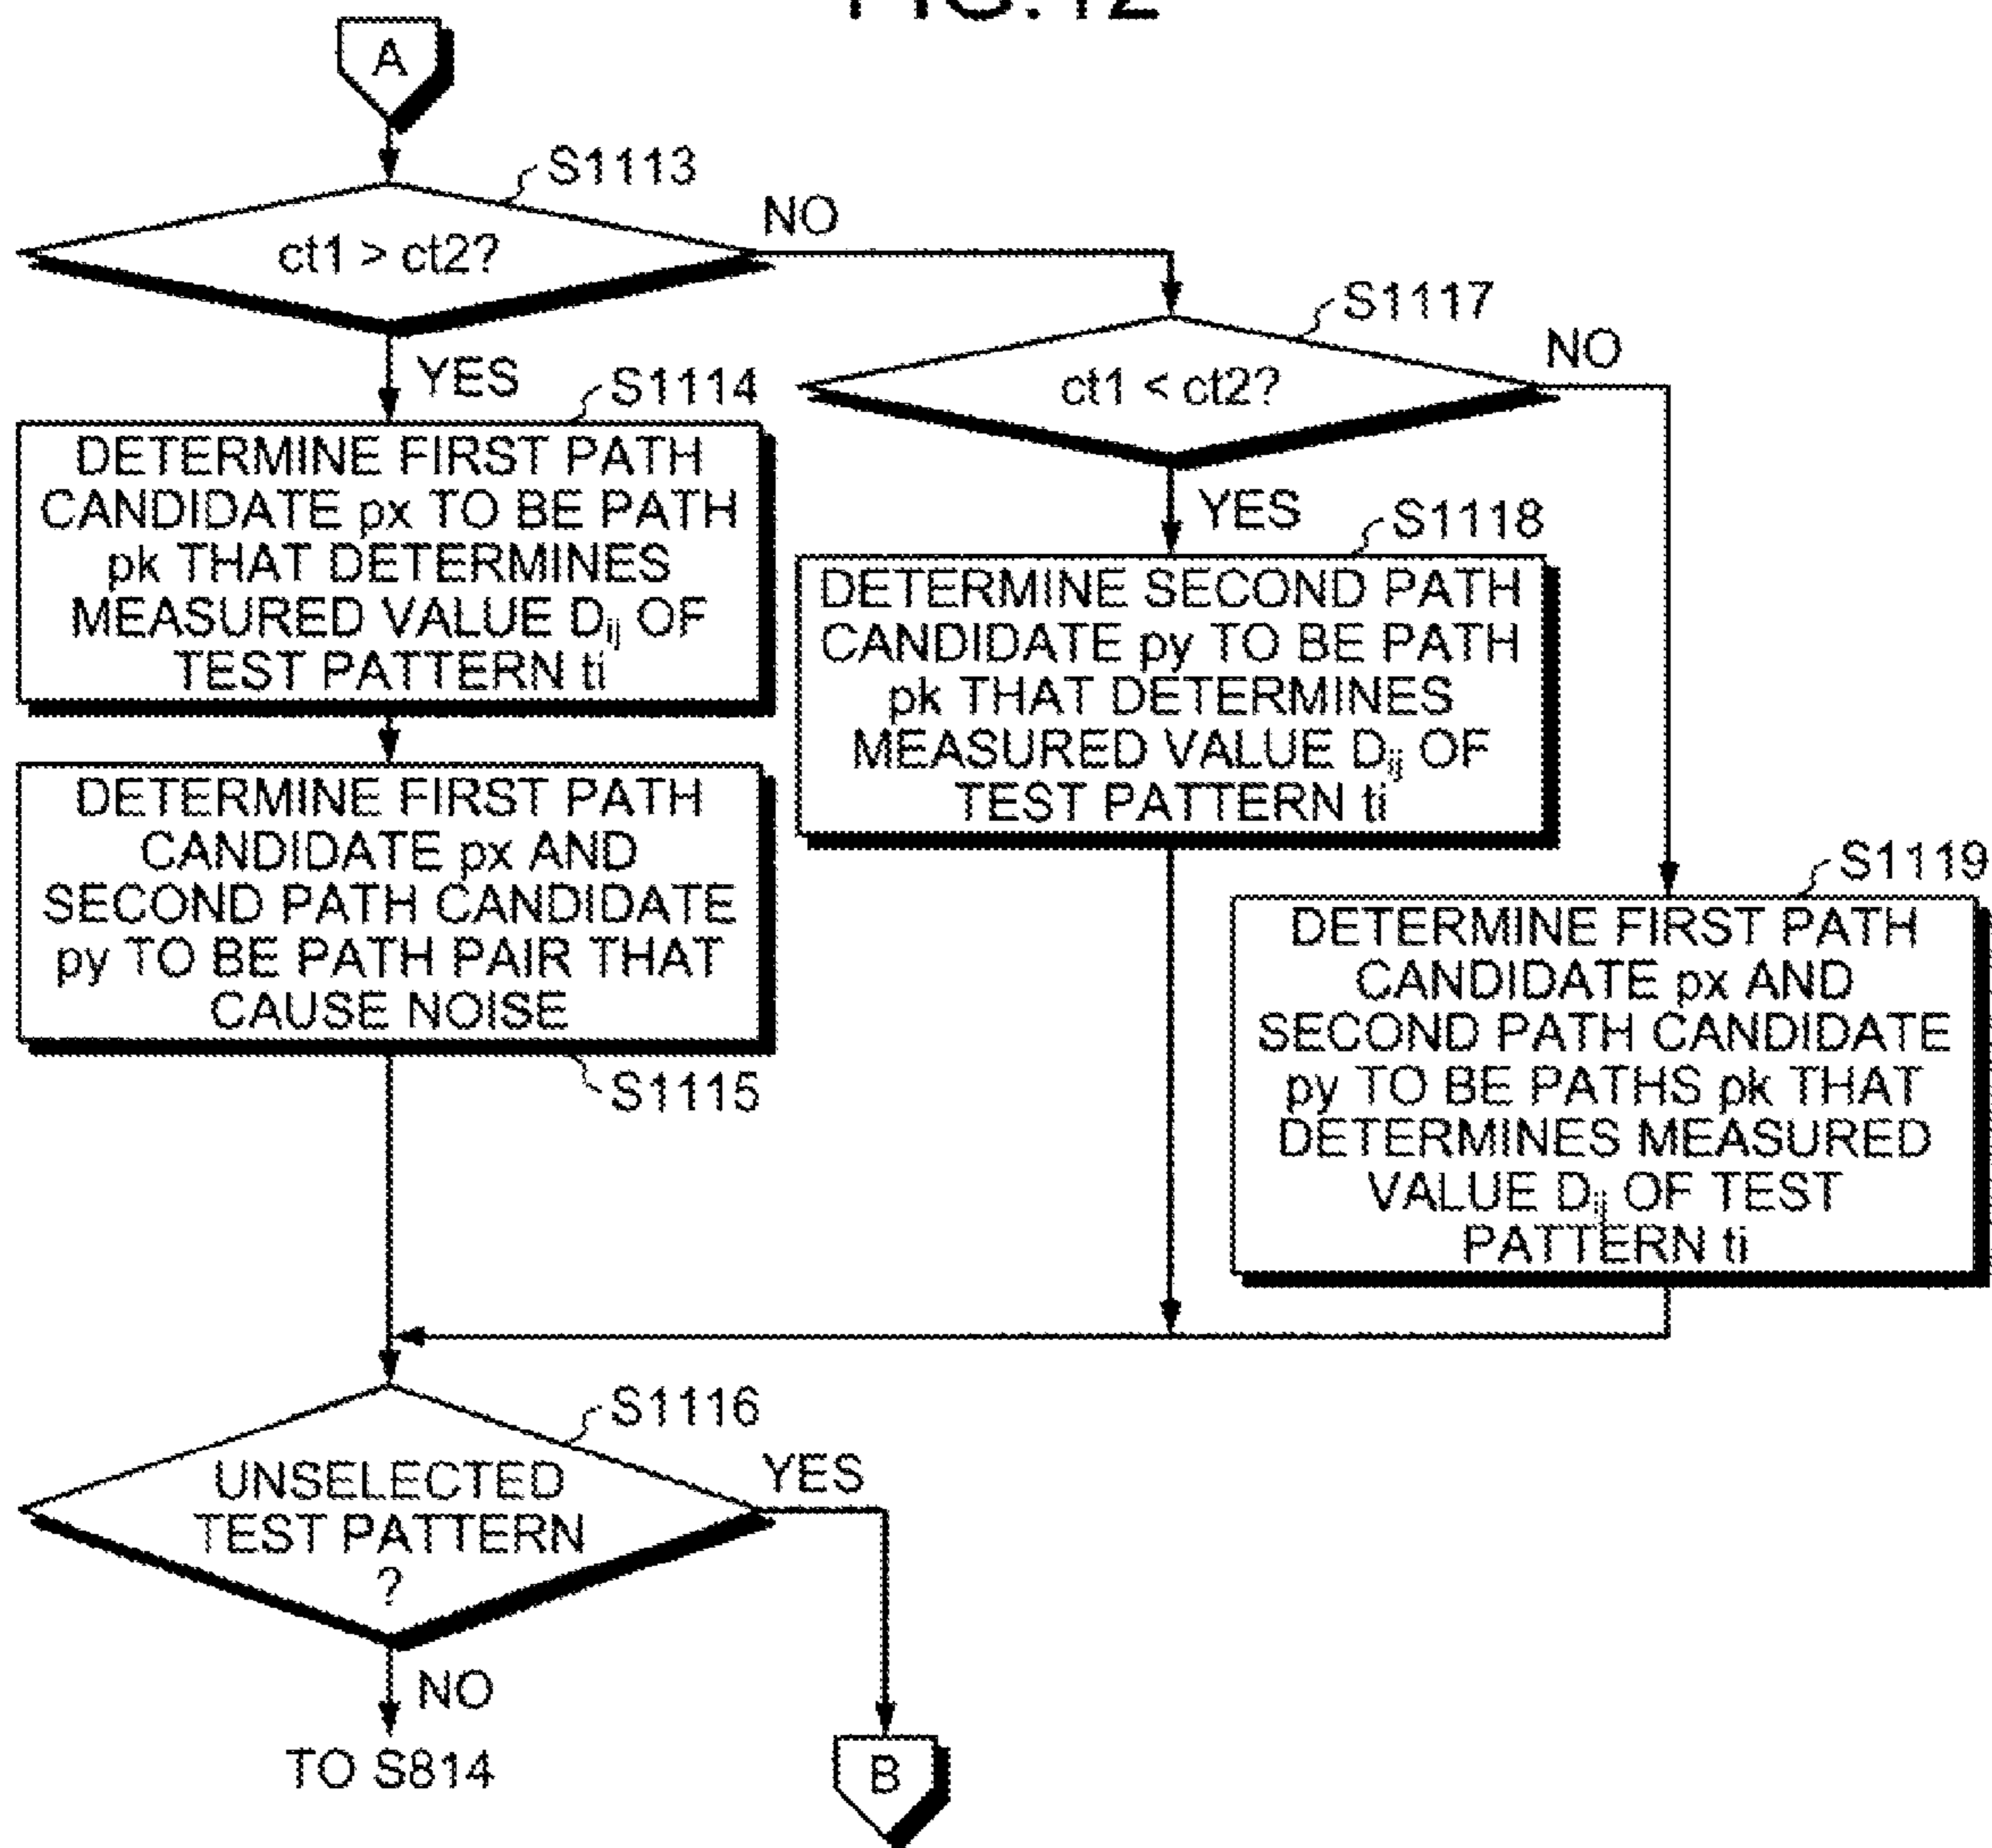 FIG.12
A
S1113
ct1 > ct2?
NO
YES
S1117
ct1 < ct2?
NO
YES
S1114
DETERMINE FIRST PATH
CANDIDATE px TO BE PATH
pk THAT DETERMINES
MEASURED VALUE Dij OF
TEST PATTERN ti
DETERMINE FIRST PATH
CANDIDATE px AND
SECOND PATH CANDIDATE
py TO BE PATH PAIR THAT
CAUSE NOISE
S1115
S1118
DETERMINE SECOND PATH
CANDIDATE py TO BE PATH
pk THAT DETERMINES
MEASURED VALUE Dij OF
TEST PATTERN ti
S1119
DETERMINE FIRST PATH
CANDIDATE px AND
SECOND PATH CANDIDATE
py TO BE PATHS pk THAT
DETERMINES MEASURED
VALUE Dij OF TEST
PATTERN ti
S1116
UNSELECTED
TEST PATTERN
?
YES
NO
TO S814
B